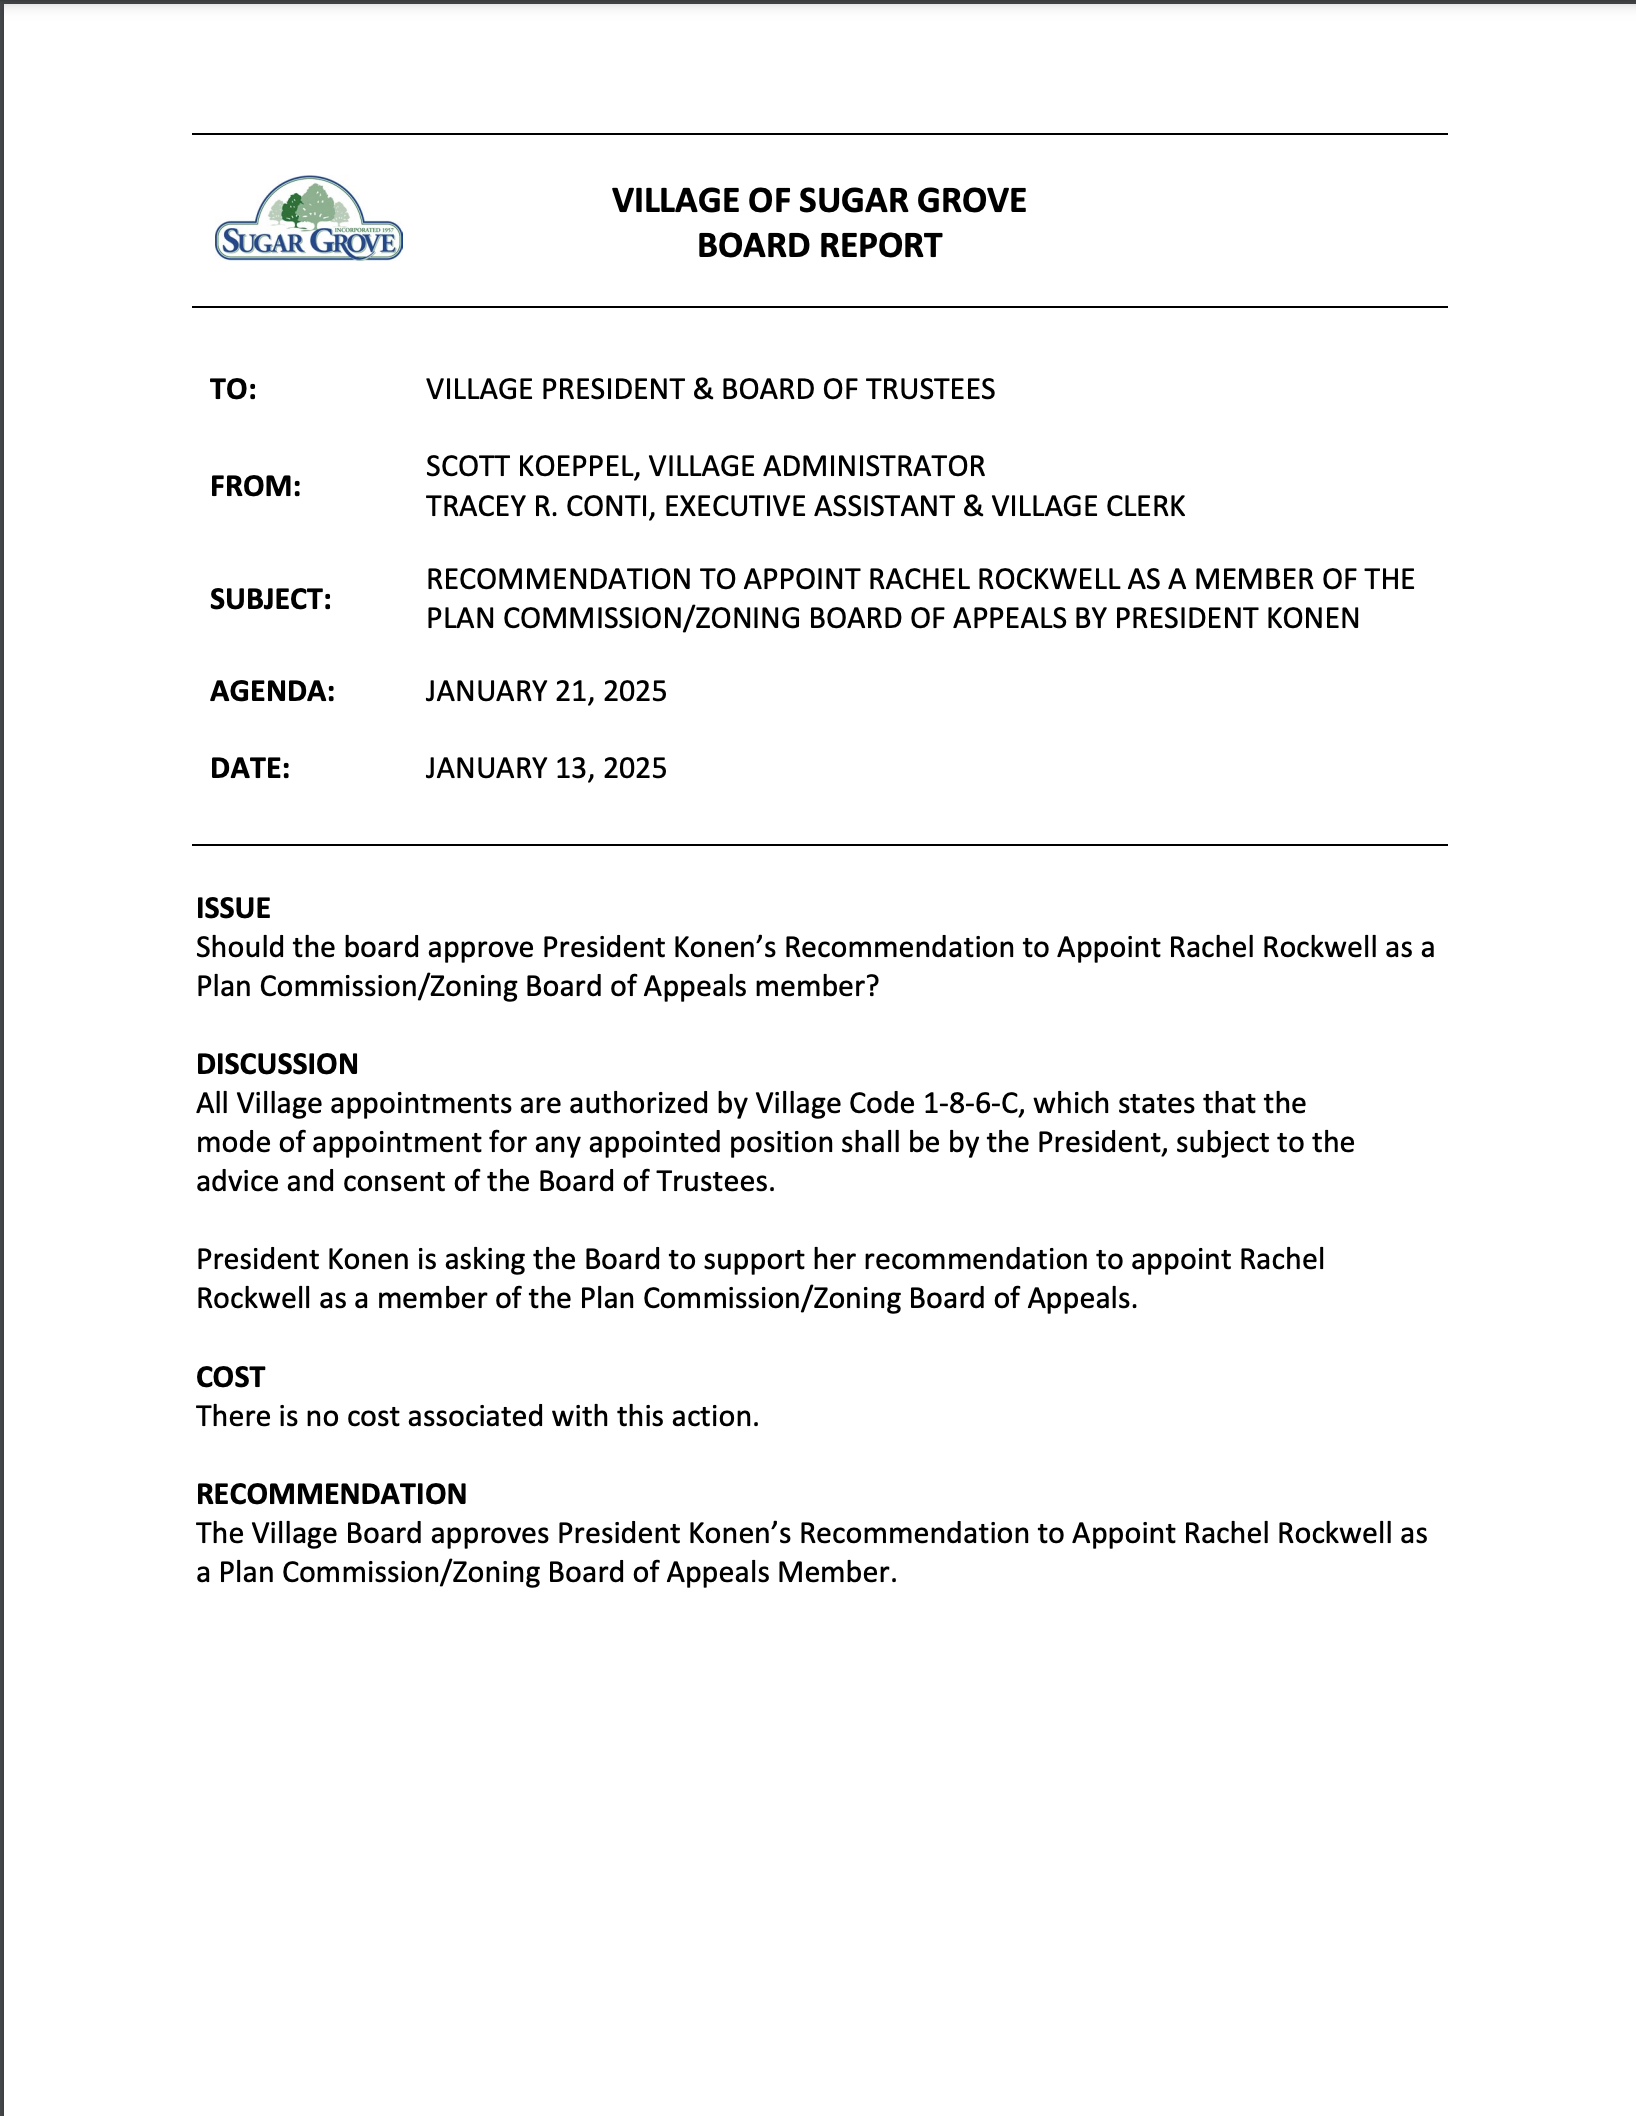 VILLAGE OF SUGAR GROVE
BOARD REPORT
INCORPORATED 1957
SUGAR GROVE
TO: VILLAGE PRESIDENT & BOARD OF TRUSTEES
FROM: SCOTT KOEPPEL, VILLAGE ADMINISTRATOR
TRACEY R. CONTI, EXECUTIVE ASSISTANT & VILLAGE CLERK
SUBJECT: RECOMMENDATION TO APPOINT RACHEL ROCKWELL AS A MEMBER OF THE
PLAN COMMISSION/ZONING BOARD OF APPEALS BY PRESIDENT KONEN
AGENDA: JANUARY 21, 2025
DATE: JANUARY 13, 2025
ISSUE
Should the board approve President Konen’s Recommendation to Appoint Rachel Rockwell as a
Plan Commission/Zoning Board of Appeals member?
DISCUSSION
All Village appointments are authorized by Village Code 1-8-6-C, which states that the
mode of appointment for any appointed position shall be by the President, subject to the
advice and consent of the Board of Trustees.
President Konen is asking the Board to support her recommendation to appoint Rachel
Rockwell as a member of the Plan Commission/Zoning Board of Appeals.
COST
There is no cost associated with this action.
RECOMMENDATION
The Village Board approves President Konen’s Recommendation to Appoint Rachel Rockwell as
a Plan Commission/Zoning Board of Appeals Member.